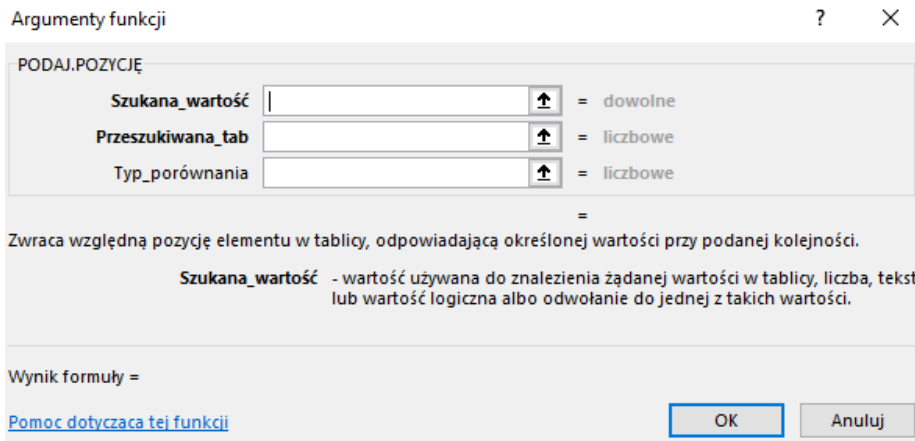 Argumenty funkcji ?
PODAJ.POZYCJĘ
Szukana_wartość = dowolne
Przeszukiwana_tab = liczbowe
Typ_porównania = liczbowe
=
Zwraca względną pozycję elementu w tablicy, odpowiadającą określonej wartości przy podanej kolejności.
Szukana_wartość - wartość używana do znalezienia żądanej wartości w tablicy, liczba, tekst
lub wartość logiczna albo odwołanie do jednej z takich wartości.
Wynik formuły =
Pomoc dotycząca tej funkcji OK Anuluj